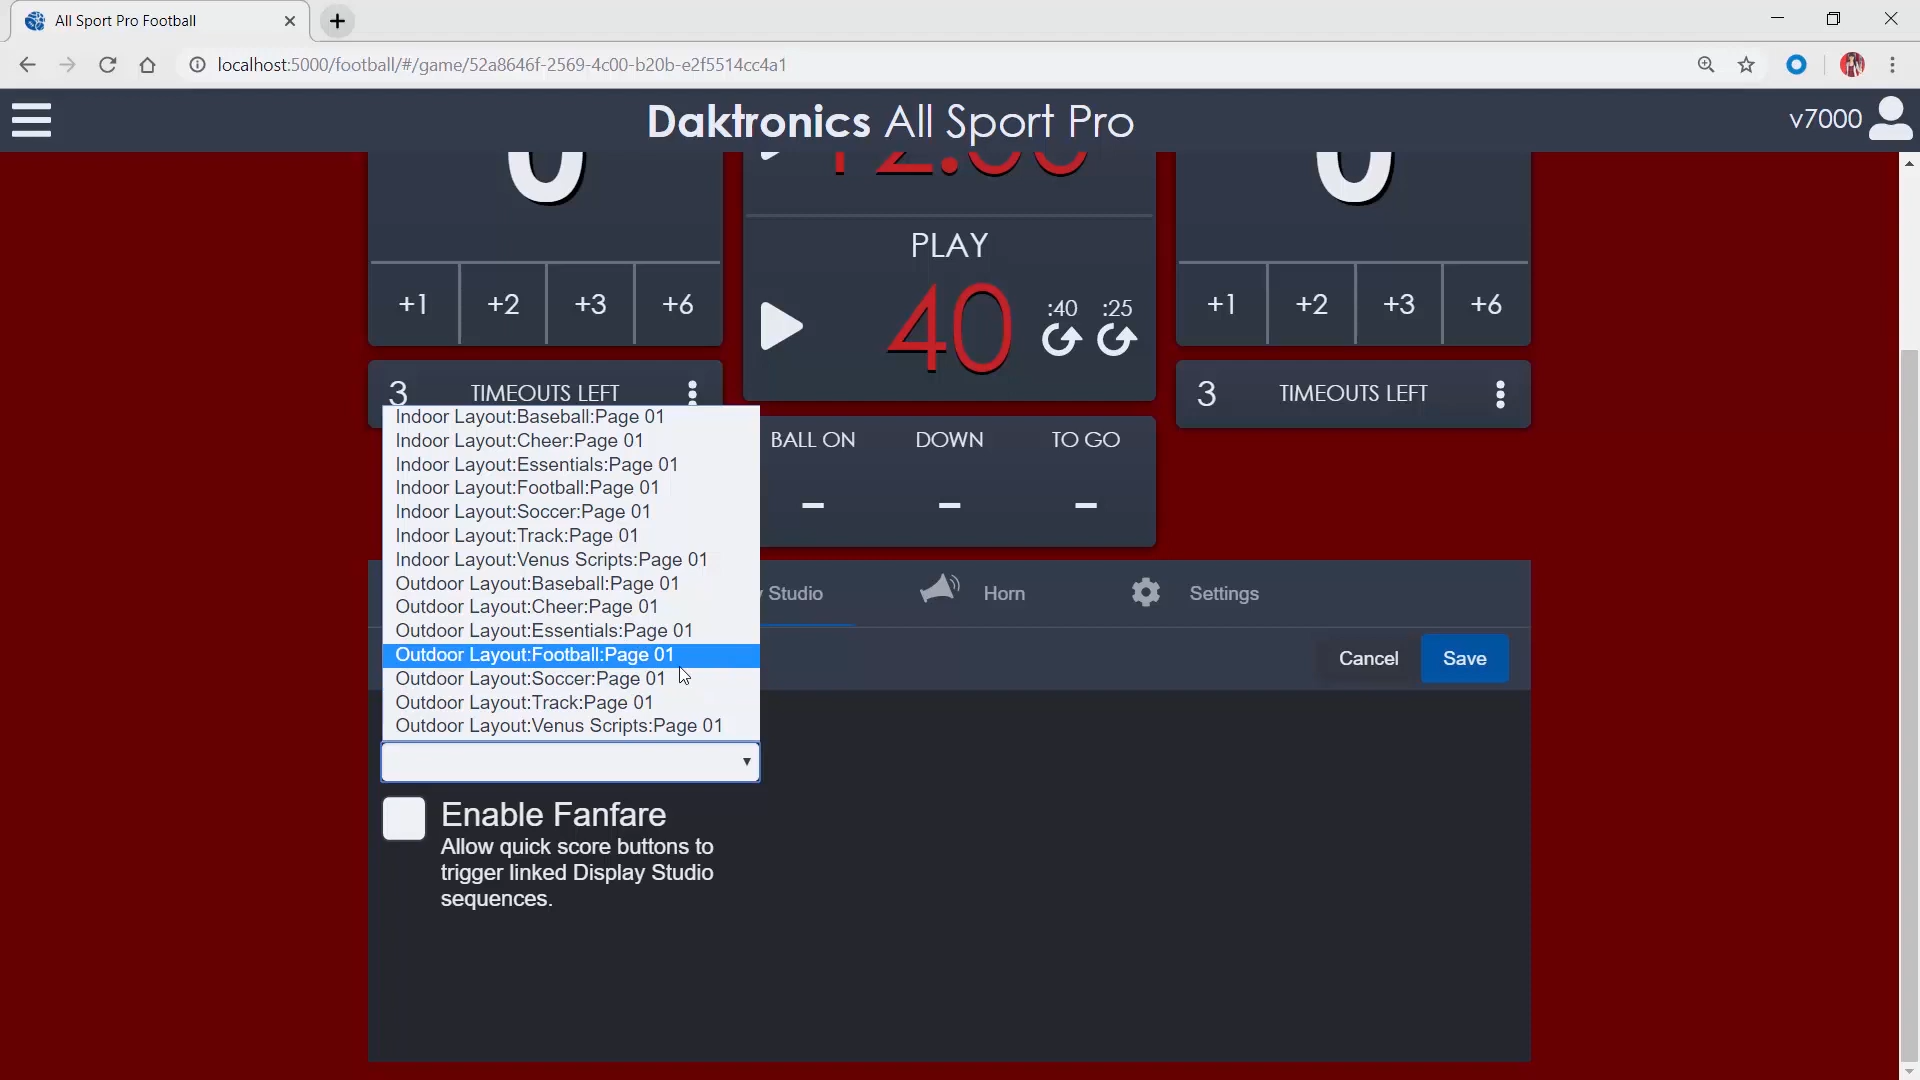 All Sport Pro Football
localhost:5000/football/#/game/52a8646f-2569-4c00-b20b-e2f5514cc4a1
Daktronics All Sport Pro
v7000
0
0
PLAY
40
:40
:25
+1
+2
+3
+6
+1
+2
+3
+6
3 TIMEOUTS LEFT
3 TIMEOUTS LEFT
BALL ON
DOWN
TO GO
–
–
–
Indoor Layout:Baseball:Page 01
Indoor Layout:Cheer:Page 01
Indoor Layout:Essentials:Page 01
Indoor Layout:Football:Page 01
Indoor Layout:Soccer:Page 01
Indoor Layout:Track:Page 01
Indoor Layout:Venus Scripts:Page 01
Outdoor Layout:Baseball:Page 01
Outdoor Layout:Cheer:Page 01
Outdoor Layout:Essentials:Page 01
Outdoor Layout:Football:Page 01
Outdoor Layout:Soccer:Page 01
Outdoor Layout:Track:Page 01
Outdoor Layout:Venus Scripts:Page 01
Studio
Horn
Settings
Cancel
Save
Enable Fanfare
Allow quick score buttons to
trigger linked Display Studio
sequences.